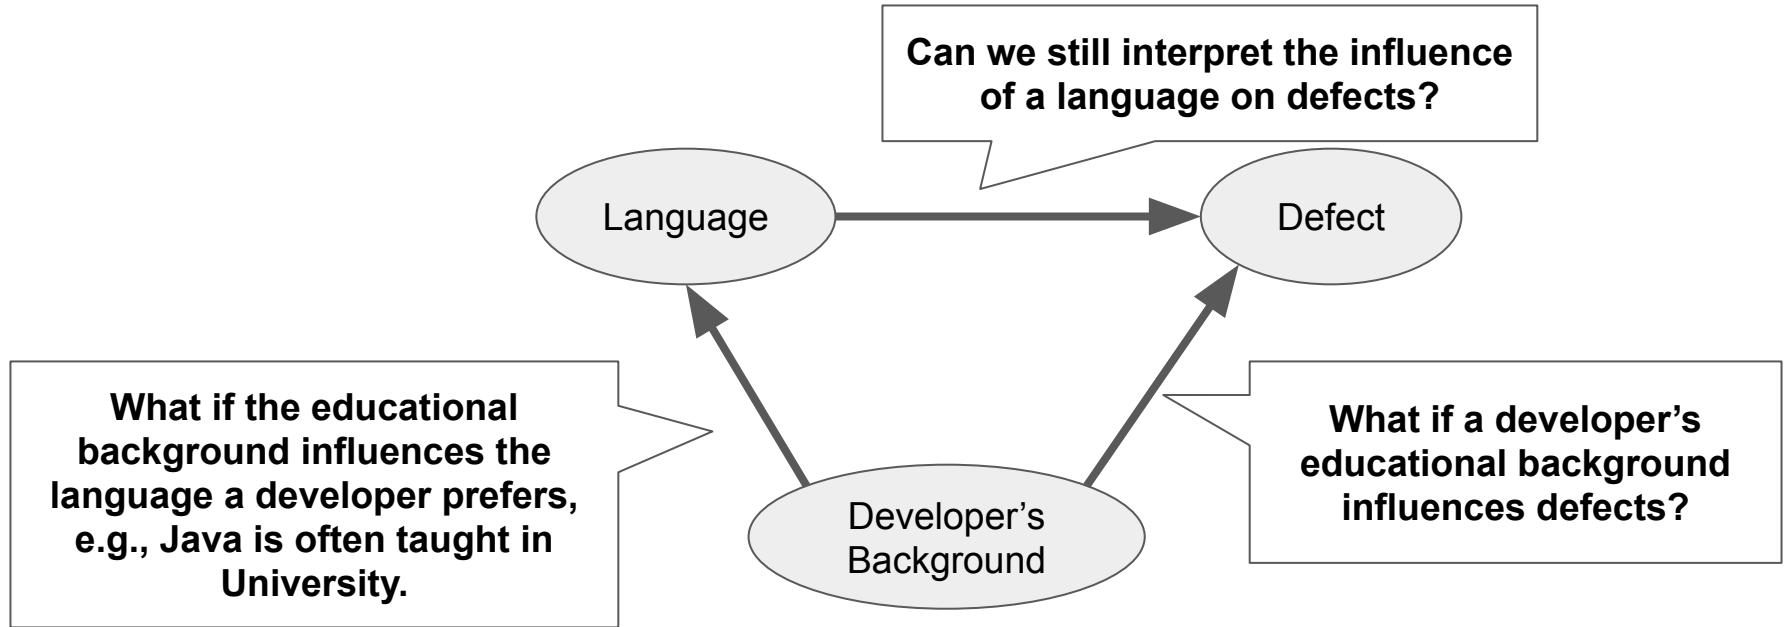 Can we still interpret the influence
of a language on defects?
Language
Defect
What if the educational
background influences the
language a developer prefers,
e.g., Java is often taught in
University.
Developer’s
Background
What if a developer’s
educational background
influences defects?